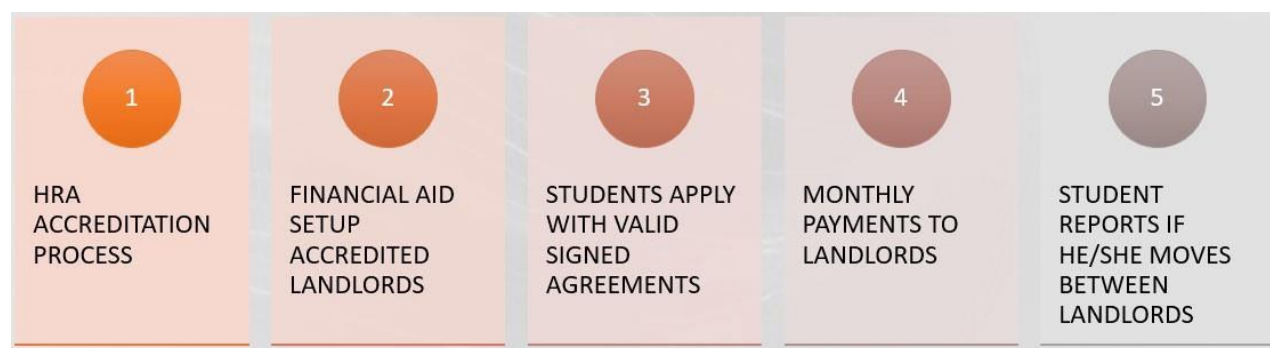 1
HRA
ACCREDITATION
PROCESS
2
FINANCIAL AID
SETUP
ACCREDITED
LANDLORDS
3
STUDENTS APPLY
WITH VALID
SIGNED
AGREEMENTS
4
MONTHLY
PAYMENTS TO
LANDLORDS
5
STUDENT
REPORTS IF
HE/SHE MOVES
BETWEEN
LANDLORDS